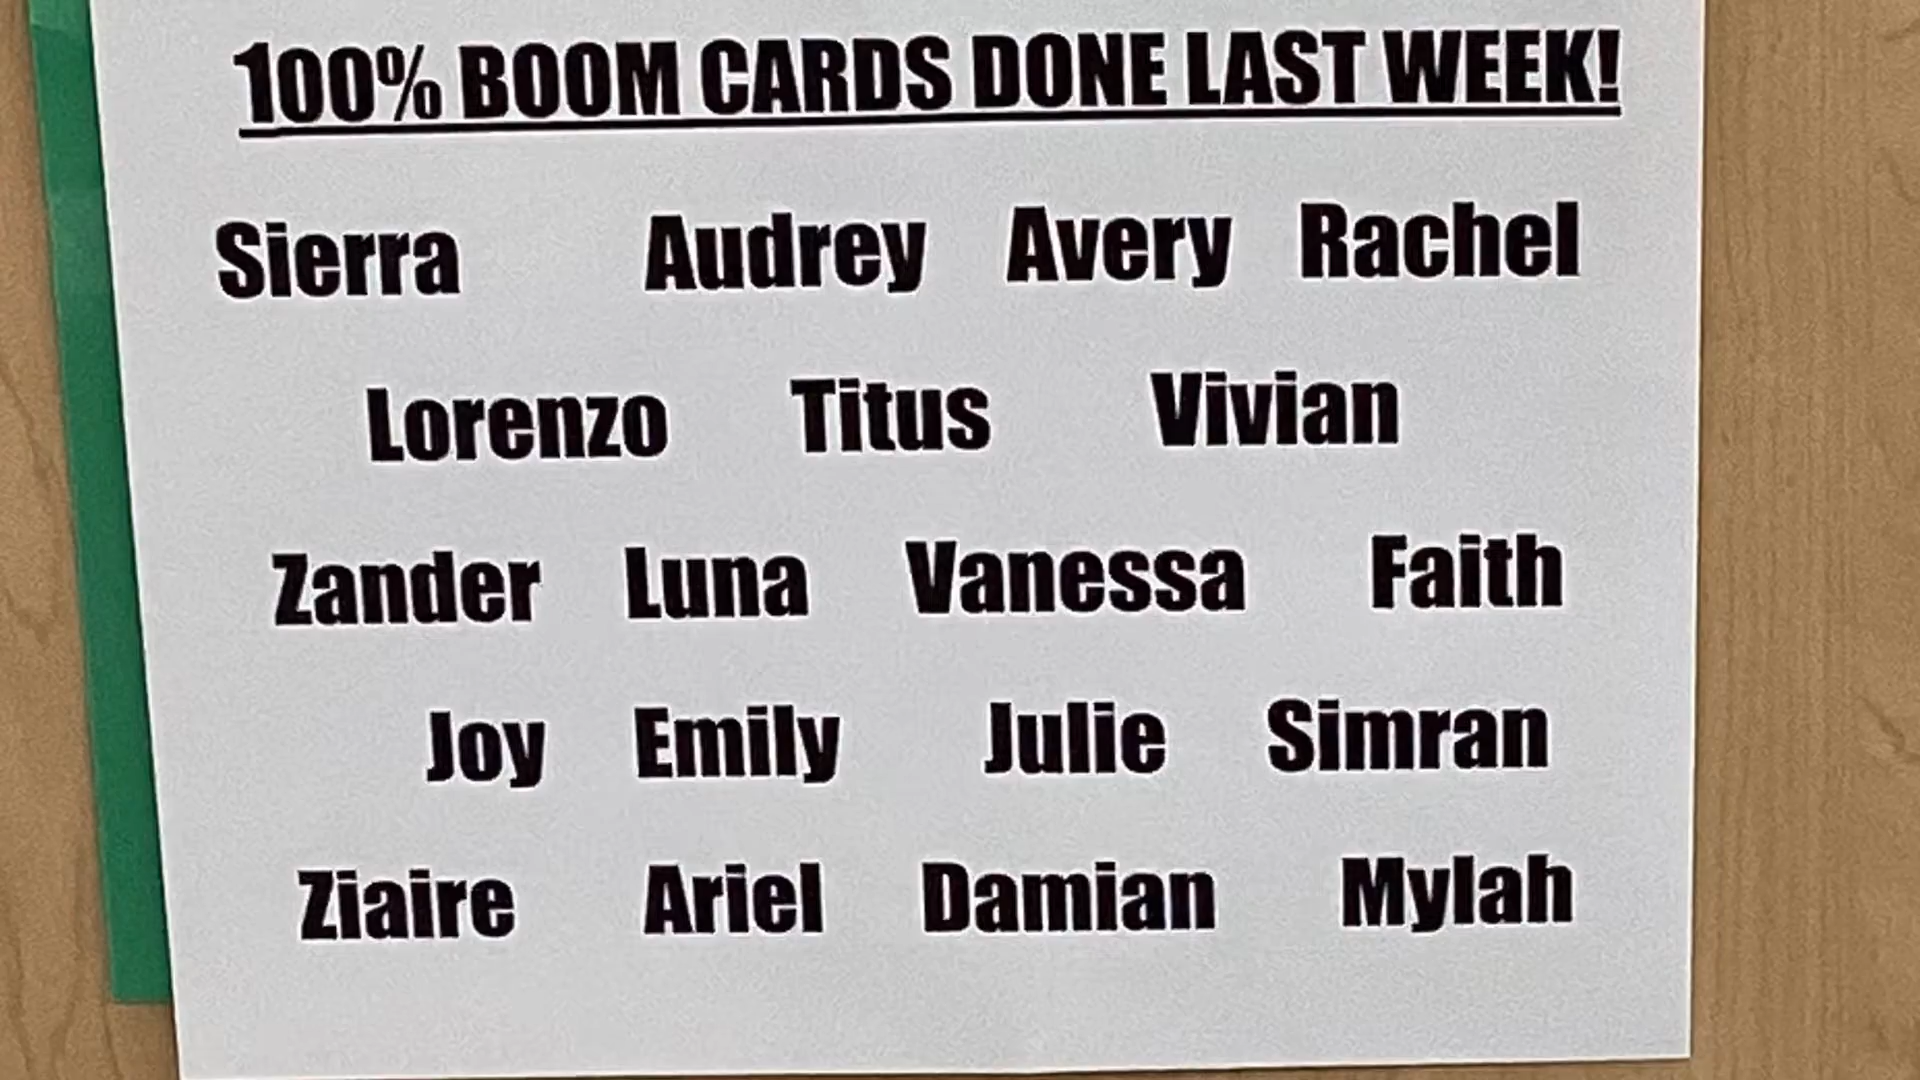 100% BOOM CARDS DONE LAST WEEK!
Sierra Audrey Avery Rachel
Lorenzo Titus Vivian
Zander Luna Vanessa Faith
Joy Emily Julie Simran
Ziaire Ariel Damian Mylah